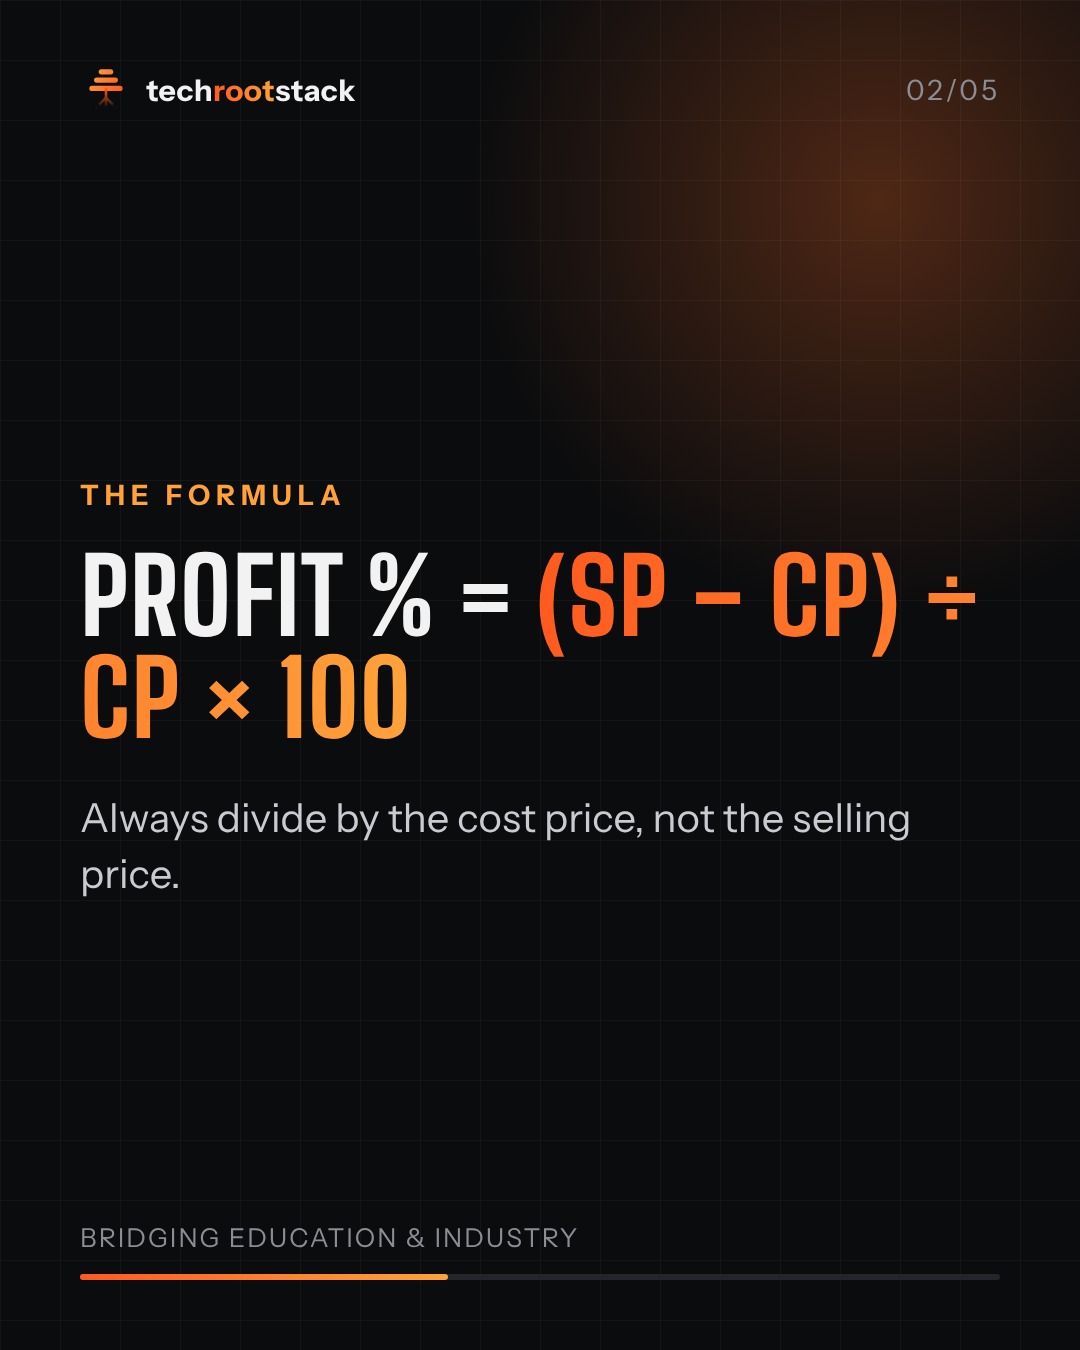 techrootstack
02/05
THE FORMULA
PROFIT % = (SP – CP) ÷
CP × 100
Always divide by the cost price, not the selling
price.
BRIDGING EDUCATION & INDUSTRY